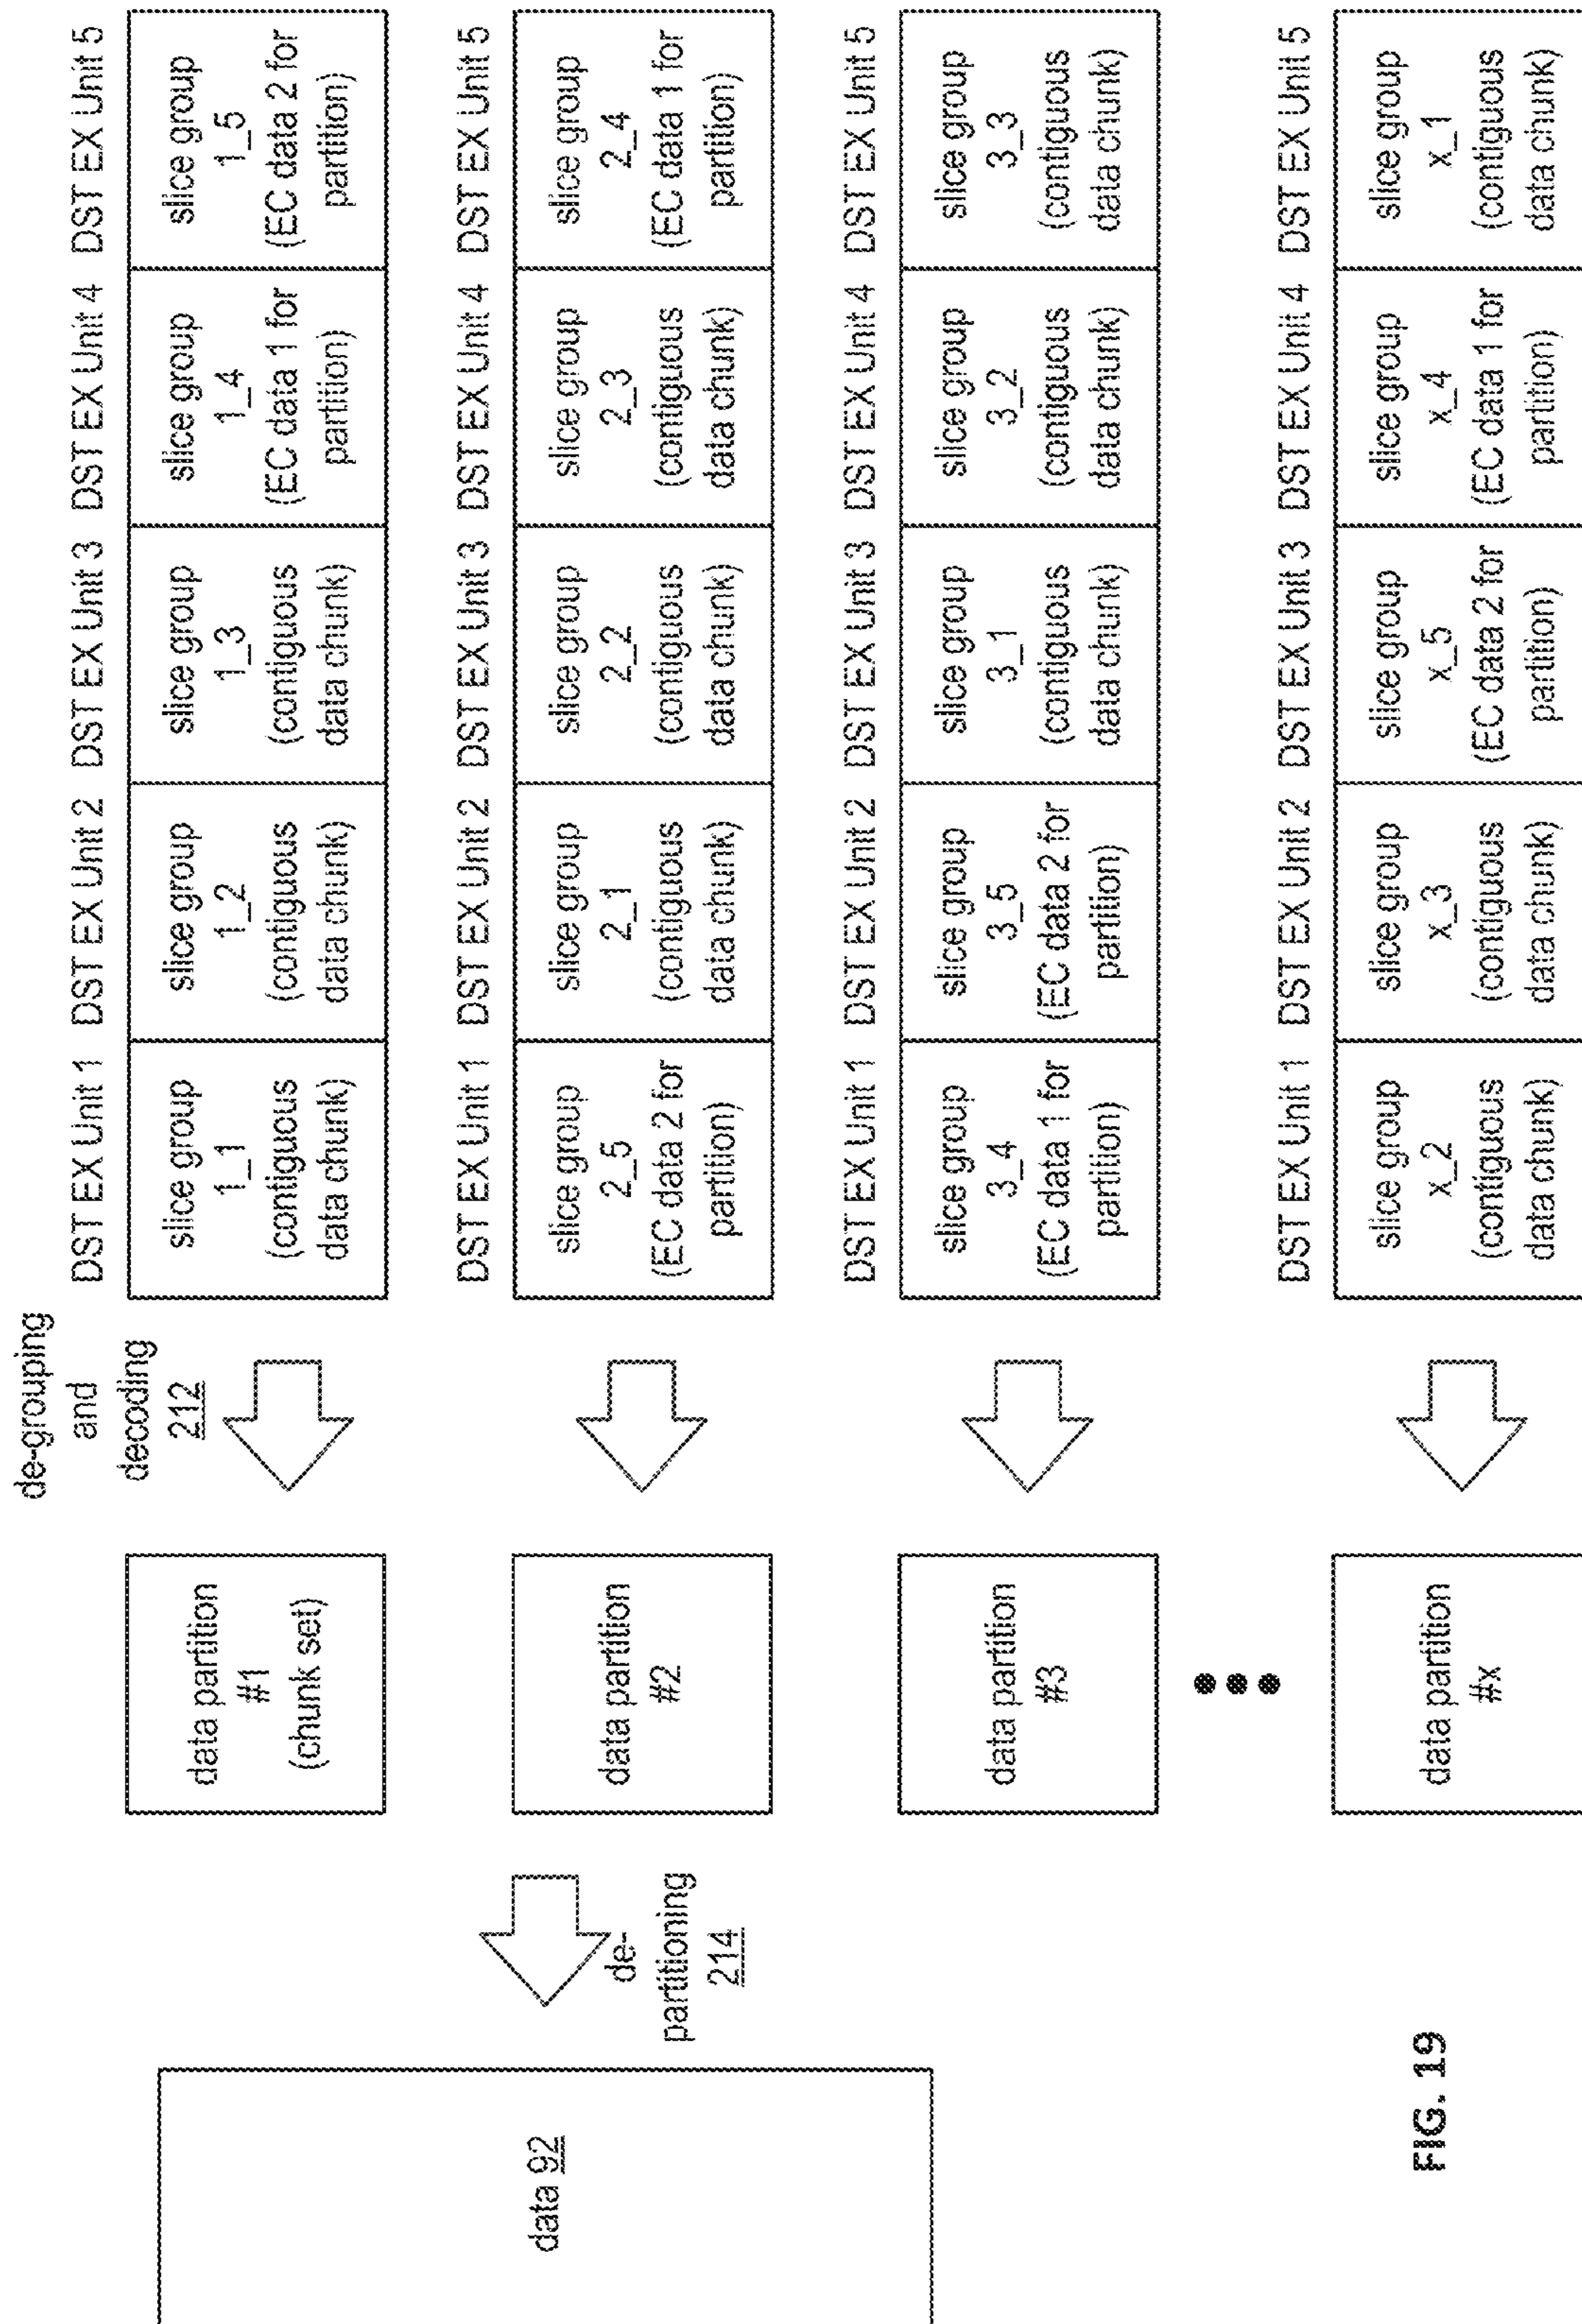 de-grouping
and
decoding
212
DST EX Unit 1 DST EX Unit 2 DST EX Unit 3 DST EX Unit 4 DST EX Unit 5
data partition
#1
(chunk set)
slice group
1_1
(contiguous
data chunk)
slice group
1_2
(contiguous
data chunk)
slice group
1_3
(contiguous
data chunk)
slice group
1_4
(EC data 1 for
partition)
slice group
1_5
(EC data 2 for
partition)
DST EX Unit 1 DST EX Unit 2 DST EX Unit 3 DST EX Unit 4 DST EX Unit 5
data 92
de-
partitioning
214
data partition
#2
slice group
2_5
(EC data 2 for
partition)
slice group
2_1
(contiguous
data chunk)
slice group
2_2
(contiguous
data chunk)
slice group
2_3
(contiguous
data chunk)
slice group
2_4
(EC data 1 for
partition)
DST EX Unit 1 DST EX Unit 2 DST EX Unit 3 DST EX Unit 4 DST EX Unit 5
data partition
#3
slice group
3_4
(EC data 1 for
partition)
slice group
3_5
(EC data 2 for
partition)
slice group
3_1
(contiguous
data chunk)
slice group
3_2
(contiguous
data chunk)
slice group
3_3
(contiguous
data chunk)
DST EX Unit 1 DST EX Unit 2 DST EX Unit 3 DST EX Unit 4 DST EX Unit 5
data partition
#x
slice group
x_2
(contiguous
data chunk)
slice group
x_3
(contiguous
data chunk)
slice group
x_5
(EC data 2 for
partition)
slice group
x_4
(EC data 1 for
partition)
slice group
x_1
(contiguous
data chunk)
FIG. 19